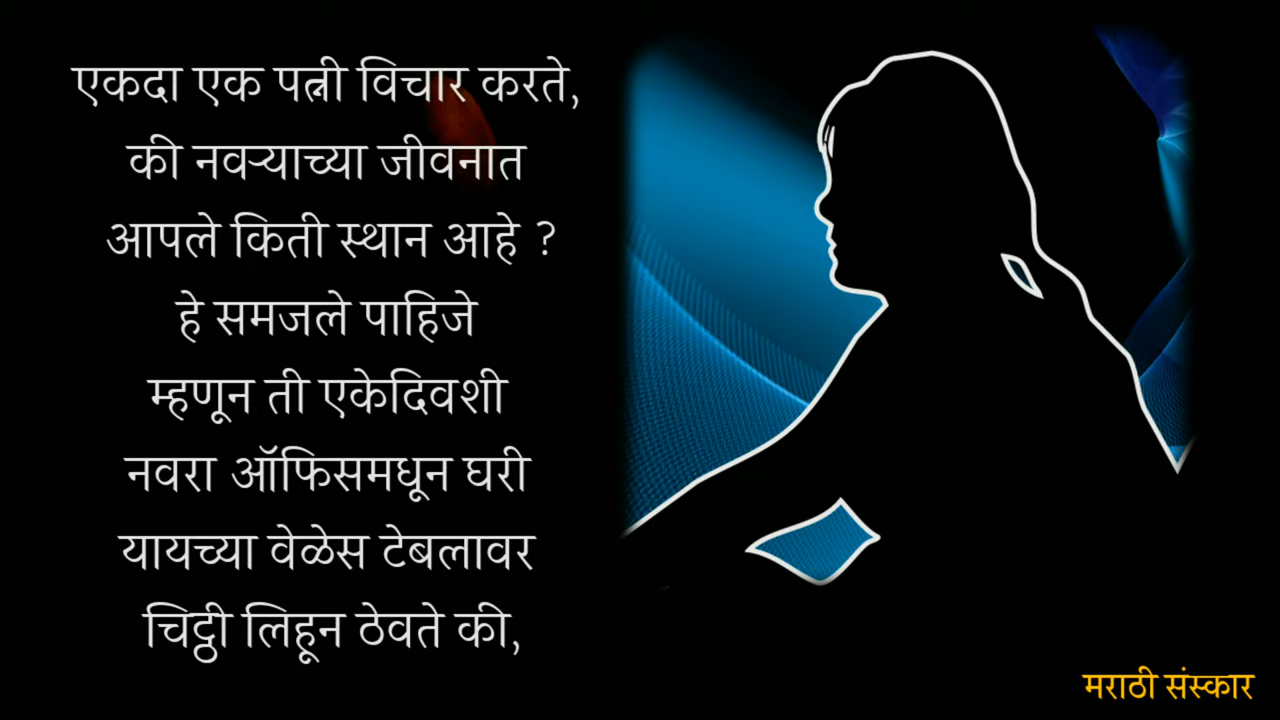 एकदा एक पत्नी विचार करते,
की नवऱ्याच्या जीवनात
आपले किती स्थान आहे ?
हे समजले पाहिजे
म्हणून ती एकेदिवशी
नवरा ऑफिसमधून घरी
यायच्या वेळेस टेबलावर
चिठ्ठी लिहून ठेवते की,
मराठी संस्कार